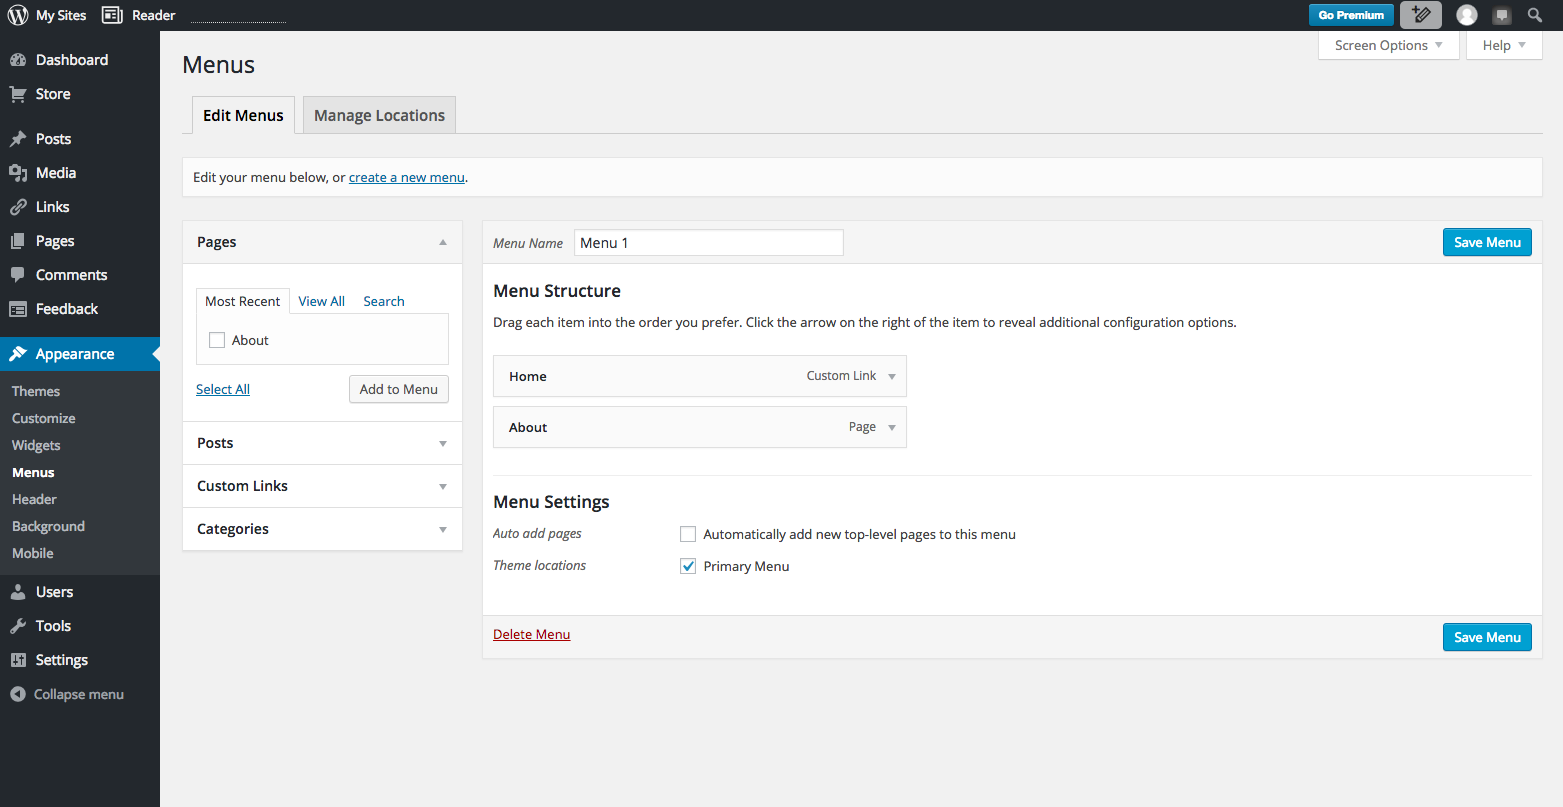 My Sites Reader Go Premium
Screen Options Help
Dashboard
Store
Posts
Media
Links
Pages
Comments
Feedback
Appearance
Themes
Customize
Widgets
Menus
Header
Background
Mobile
Users
Tools
Settings
Collapse menu
Menus
Edit Menus Manage Locations
Edit your menu below, or create a new menu.
Pages
Most Recent View All Search
About
Select All Add to Menu
Posts
Custom Links
Categories
Menu Name Menu 1 Save Menu
Menu Structure
Drag each item into the order you prefer. Click the arrow on the right of the item to reveal additional configuration options.
Home Custom Link
About Page
Menu Settings
Auto add pages Automatically add new top-level pages to this menu
Theme locations Primary Menu
Delete Menu Save Menu